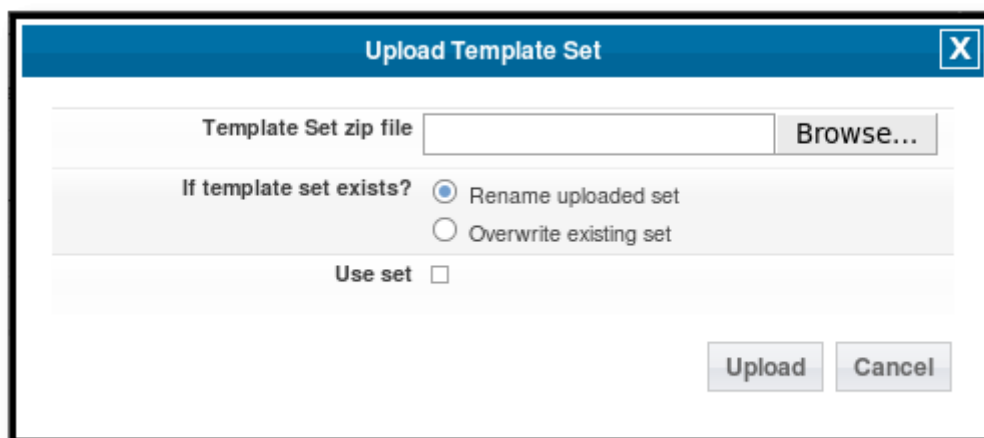 Upload Template Set X
Template Set zip file Browse...
If template set exists? Rename uploaded set
Overwrite existing set
Use set
Upload Cancel